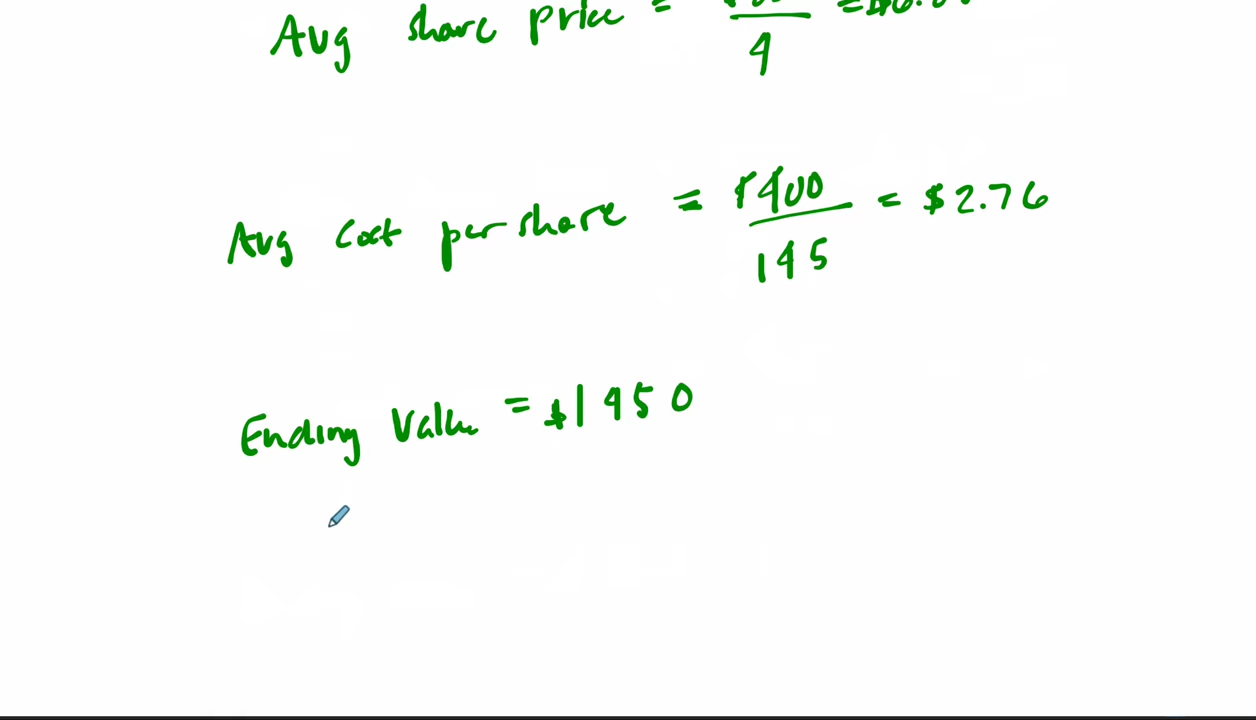 Avg share price =
4
Avg cost per share = $400 = $2.76
145
Ending Value = $1450